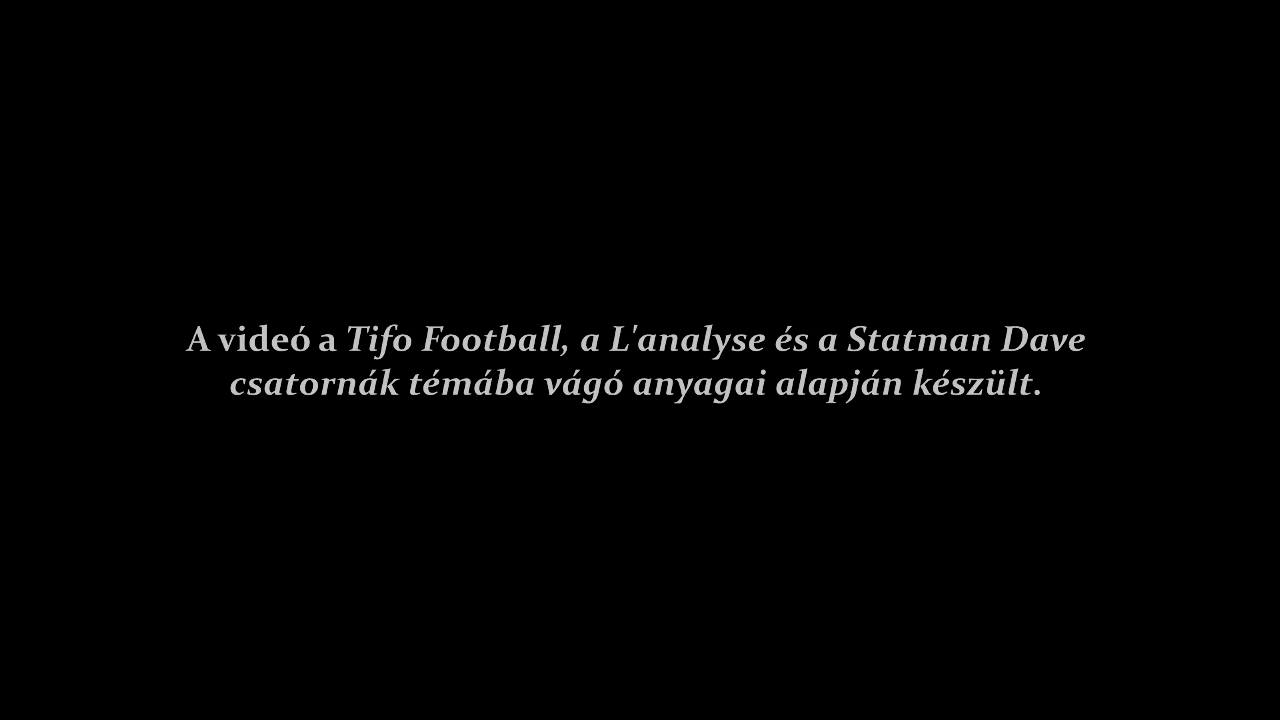 A videó a Tifo Football, a L'analyse és a Statman Dave
csatornák témába vágó anyagai alapján készült.